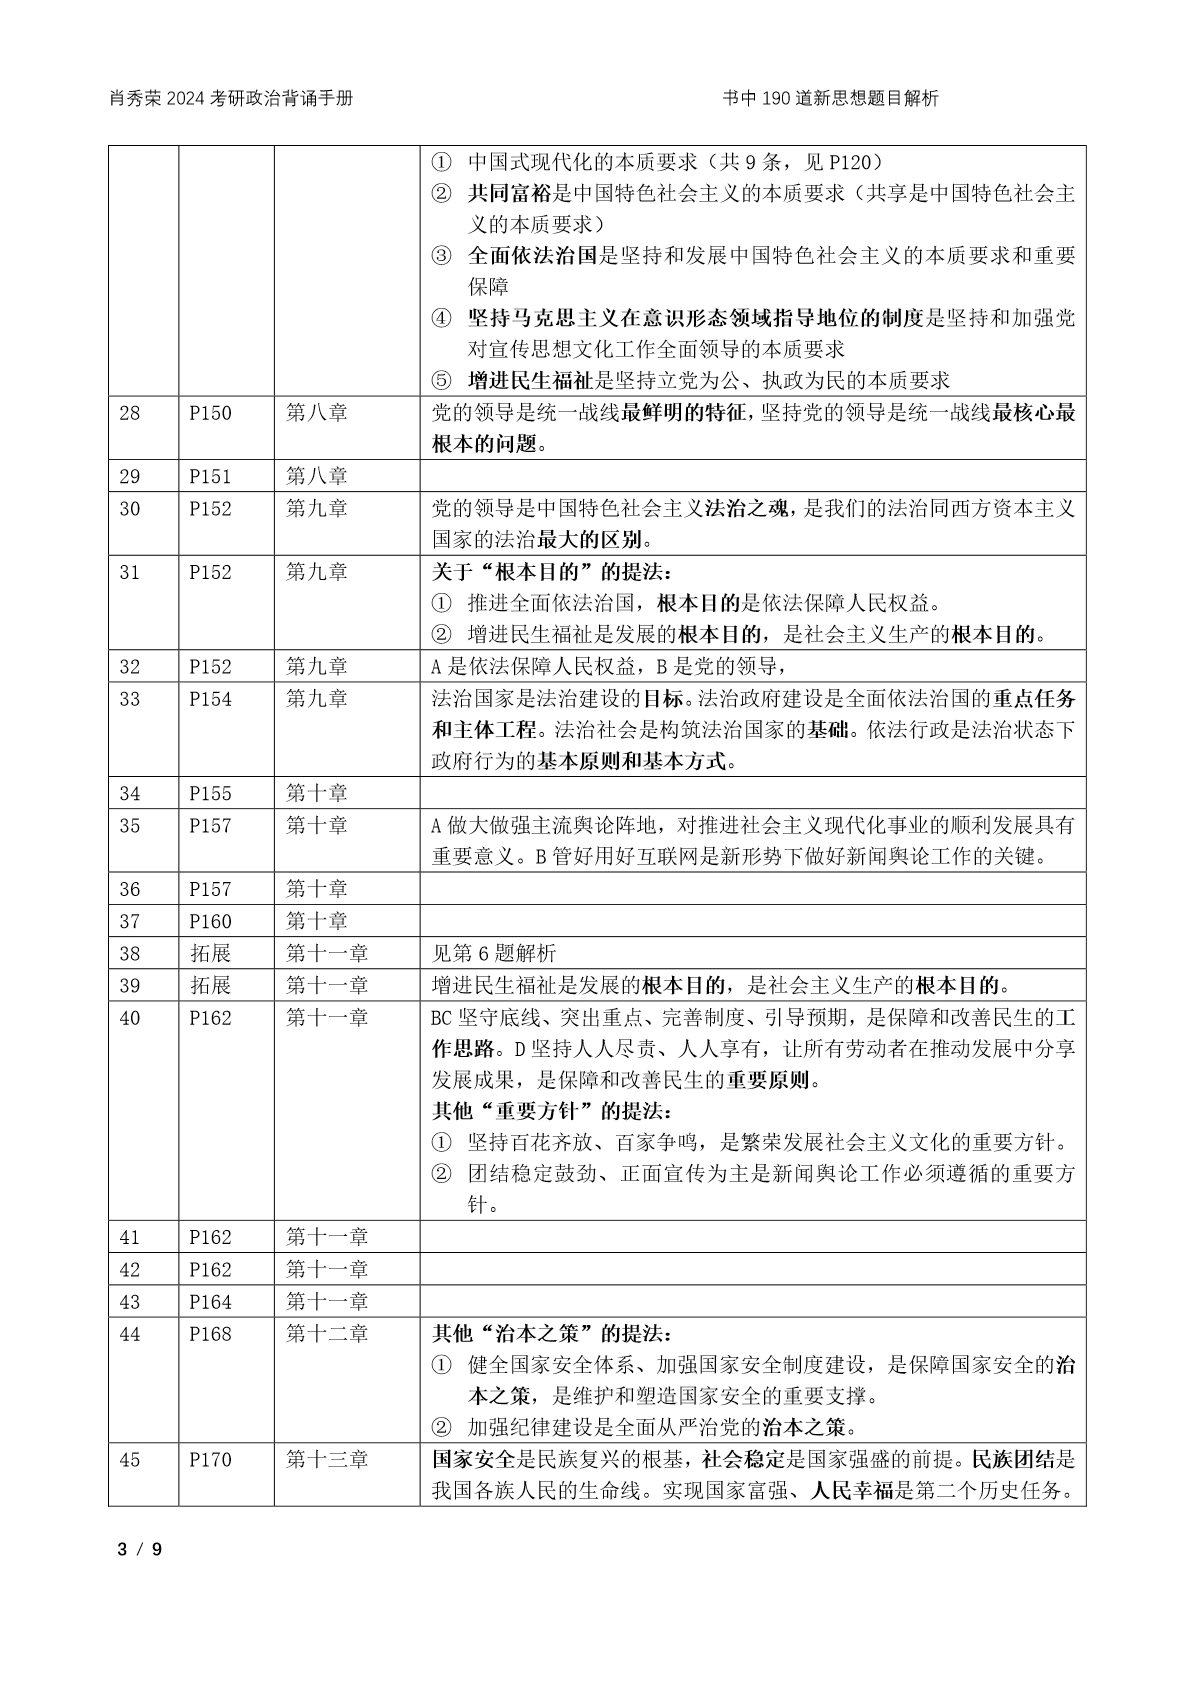 肖秀荣 2024 考研政治背诵手册 书中 190 道新思想题目解析
① 中国式现代化的本质要求（共 9 条，见 P120）
② 共同富裕是中国特色社会主义的本质要求（共享是中国特色社会主
义的本质要求）
③ 全面依法治国是坚持和发展中国特色社会主义的本质要求和重要
保障
④ 坚持马克思主义在意识形态领域指导地位的制度是坚持和加强党
对宣传思想文化工作全面领导的本质要求
⑤ 增进民生福祉是坚持立党为公、执政为民的本质要求
28 P150 第八章 党的领导是统一战线最鲜明的特征，坚持党的领导是统一战线最核心最
根本的问题。
29 P151 第八章
30 P152 第九章 党的领导是中国特色社会主义法治之魂，是我们的法治同西方资本主义
国家的法治最大的区别。
31 P152 第九章 关于“根本目的”的提法：
① 推进全面依法治国，根本目的是依法保障人民权益。
② 增进民生福祉是发展的根本目的，是社会主义生产的根本目的。
32 P152 第九章 A 是依法保障人民权益，B 是党的领导，
33 P154 第九章 法治国家是法治建设的目标。法治政府建设是全面依法治国的重点任务
和主体工程。法治社会是构筑法治国家的基础。依法行政是法治状态下
政府行为的基本原则和基本方式。
34 P155 第十章
35 P157 第十章 A 做大做强主流舆论阵地，对推进社会主义现代化事业的顺利发展具有
重要意义。B 管好用好互联网是新形势下做好新闻舆论工作的关键。
36 P157 第十章
37 P160 第十章
38 拓展 第十一章 见第 6 题解析
39 拓展 第十一章 增进民生福祉是发展的根本目的，是社会主义生产的根本目的。
40 P162 第十一章 BC 坚守底线、突出重点、完善制度、引导预期，是保障和改善民生的工
作思路。D 坚持人人尽责、人人享有，让所有劳动者在推动发展中分享
发展成果，是保障和改善民生的重要原则。
其他“重要方针”的提法：
① 坚持百花齐放、百家争鸣，是繁荣发展社会主义文化的重要方针。
② 团结稳定鼓劲、正面宣传为主是新闻舆论工作必须遵循的重要方
针。
41 P162 第十一章
42 P162 第十一章
43 P164 第十一章
44 P168 第十二章 其他“治本之策”的提法：
① 健全国家安全体系、加强国家安全制度建设，是保障国家安全的治
本之策，是维护和塑造国家安全的重要支撑。
② 加强纪律建设是全面从严治党的治本之策。
45 P170 第十三章 国家安全是民族复兴的根基，社会稳定是国家强盛的前提。民族团结是
我国各族人民的生命线。实现国家富强、人民幸福是第二个历史任务。
3 / 9